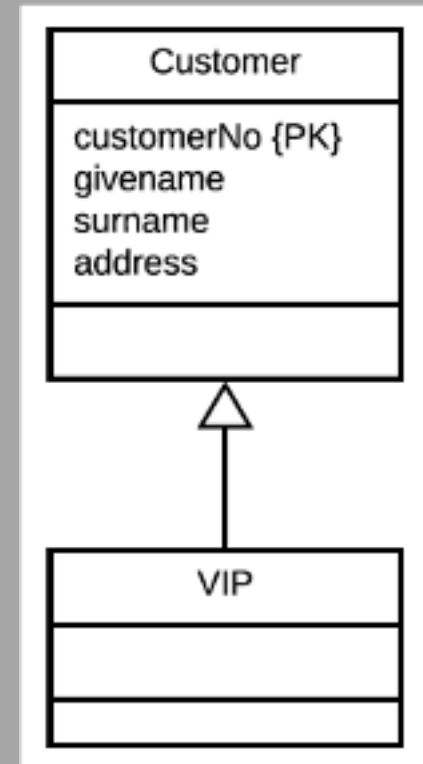 Customer
customerNo {PK}
givename
surname
address
VIP